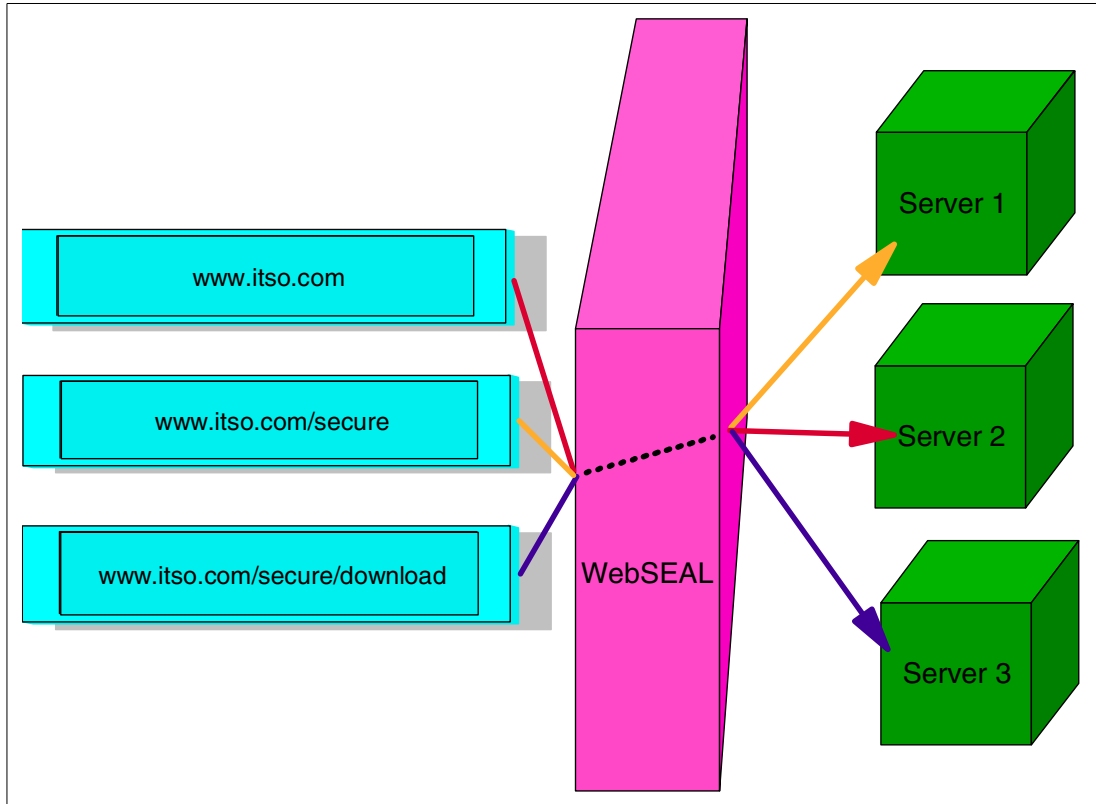 www.itso.com
www.itso.com/secure
www.itso.com/secure/download
WebSEAL
Server 1
Server 2
Server 3